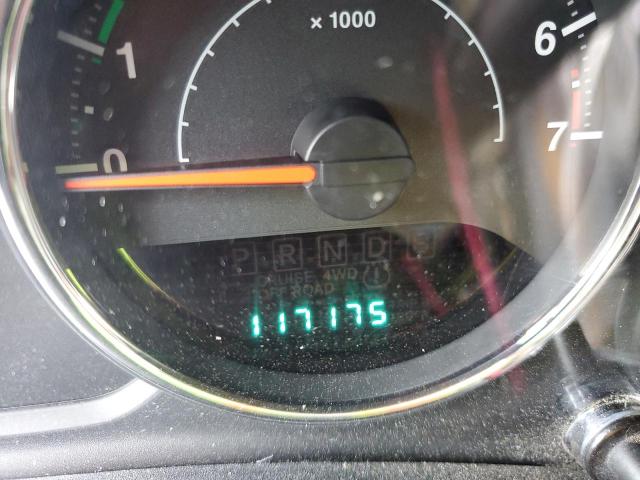 x 1000
6
1
7
0
P R N D
CRUISE 4WD
OFF ROAD
117175